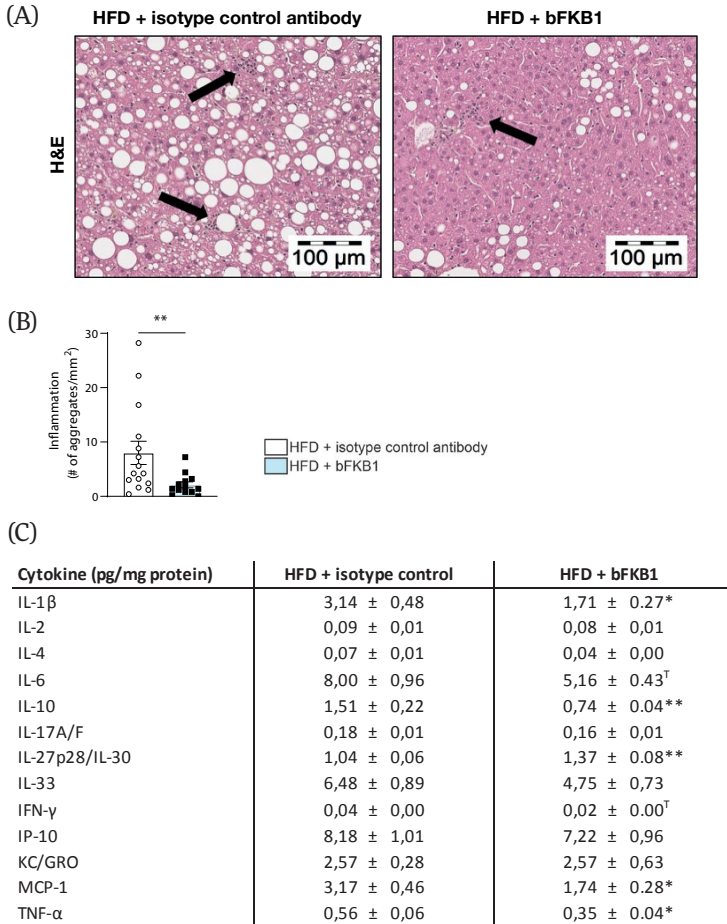 (A)
HFD + isotype control antibody
HFD + bFKB1
H&E
100 µm
100 µm
(B)
**
30
20
10
0
Inflammation
(# of aggregates/mm²)
HFD + isotype control antibody
HFD + bFKB1
(C)
Cytokine (pg/mg protein) HFD + isotype control HFD + bFKB1
IL-1β 3,14 ± 0,48 1,71 ± 0.27*
IL-2 0,09 ± 0,01 0,08 ± 0,01
IL-4 0,07 ± 0,01 0,04 ± 0,00
IL-6 8,00 ± 0,96 5,16 ± 0.43ᵀ
IL-10 1,51 ± 0,22 0,74 ± 0.04**
IL-17A/F 0,18 ± 0,01 0,16 ± 0,01
IL-27p28/IL-30 1,04 ± 0,06 1,37 ± 0.08**
IL-33 6,48 ± 0,89 4,75 ± 0,73
IFN-γ 0,04 ± 0,00 0,02 ± 0.00ᵀ
IP-10 8,18 ± 1,01 7,22 ± 0,96
KC/GRO 2,57 ± 0,28 2,57 ± 0,63
MCP-1 3,17 ± 0,46 1,74 ± 0.28*
TNF-α 0,56 ± 0,06 0,35 ± 0.04*